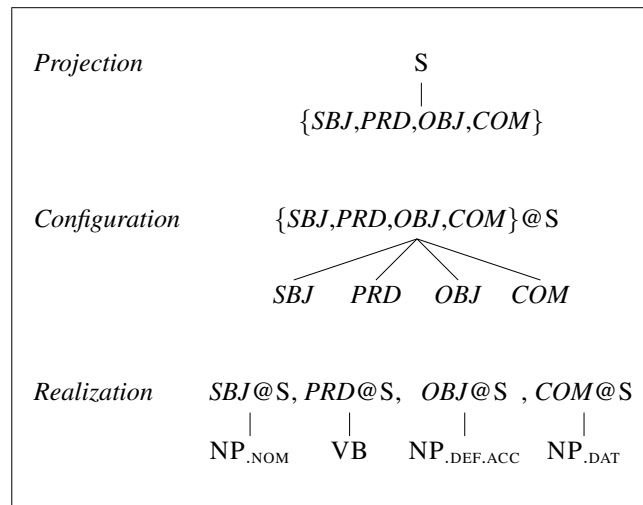 Projection S
{SBJ,PRD,OBJ,COM}
Configuration {SBJ,PRD,OBJ,COM}@S
SBJ PRD OBJ COM
Realization SBJ@S, PRD@S, OBJ@S , COM@S
NP.NOM VB NP.DEF.ACC NP.DAT